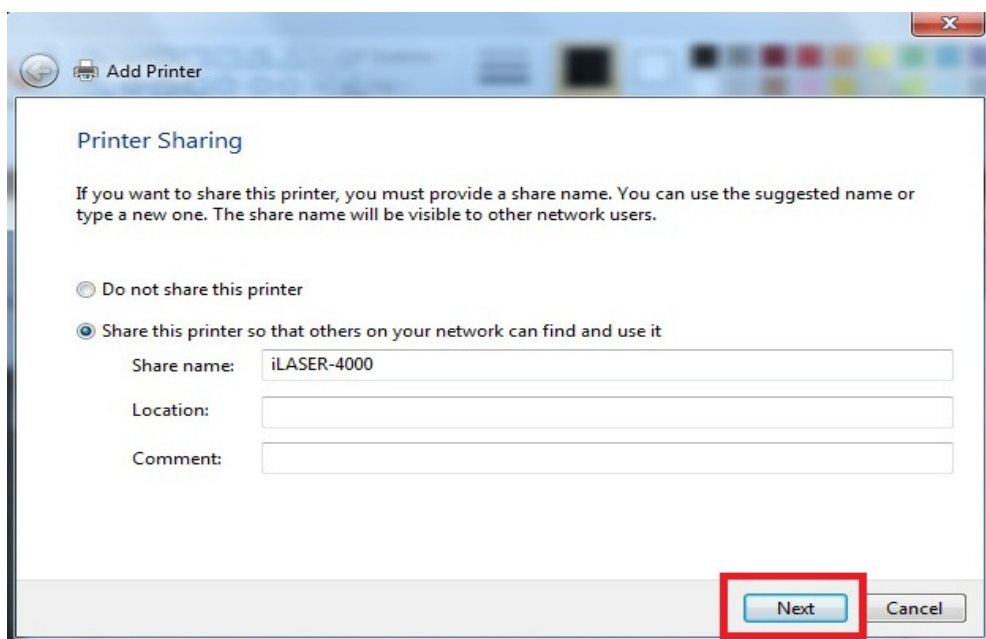 Add Printer
Printer Sharing
If you want to share this printer, you must provide a share name. You can use the suggested name or
type a new one. The share name will be visible to other network users.
Do not share this printer
Share this printer so that others on your network can find and use it
Share name: iLASER-4000
Location:
Comment:
Next Cancel